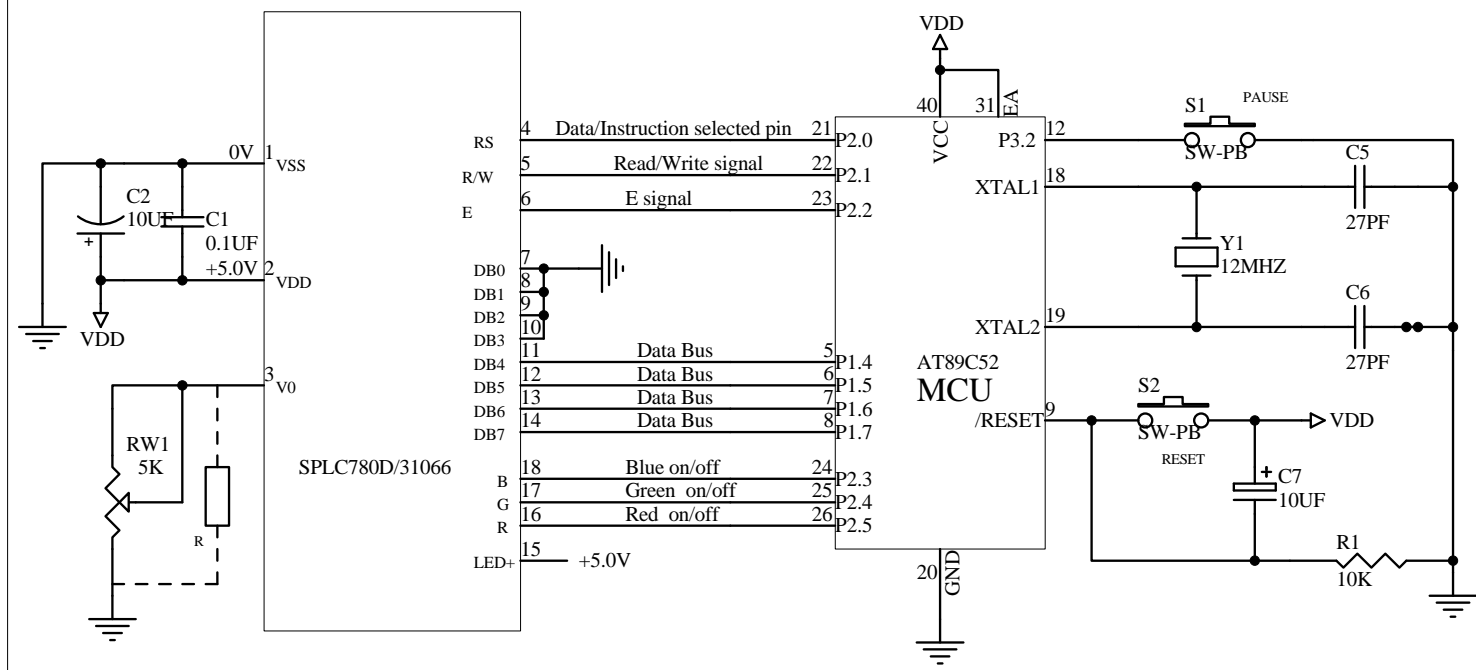 0V
1
VSS
C2
10UF
C1
0.1UF
+5.0V
2
VDD
VDD
3
V0
RW1
5K
R
SPLC780D/31066
RS
4
Data/Instruction selected pin
21
P2.0
R/W
5
Read/Write signal
22
P2.1
E
6
E signal
23
P2.2
DB0
7
DB1
8
DB2
9
DB3
10
DB4
11
Data Bus
5
P1.4
DB5
12
Data Bus
6
P1.5
DB6
13
Data Bus
7
P1.6
DB7
14
Data Bus
8
P1.7
B
18
Blue on/off
24
P2.3
G
17
Green on/off
25
P2.4
R
16
Red on/off
26
P2.5
LED+
15
+5.0V
VDD
40
VCC
31
EA
AT89C52
MCU
20
GND
P3.2
12
S1
PAUSE
SW-PB
XTAL1
18
C5
27PF
Y1
12MHZ
XTAL2
19
C6
27PF
/RESET
9
S2
SW-PB
RESET
VDD
+
C7
10UF
R1
10K
+